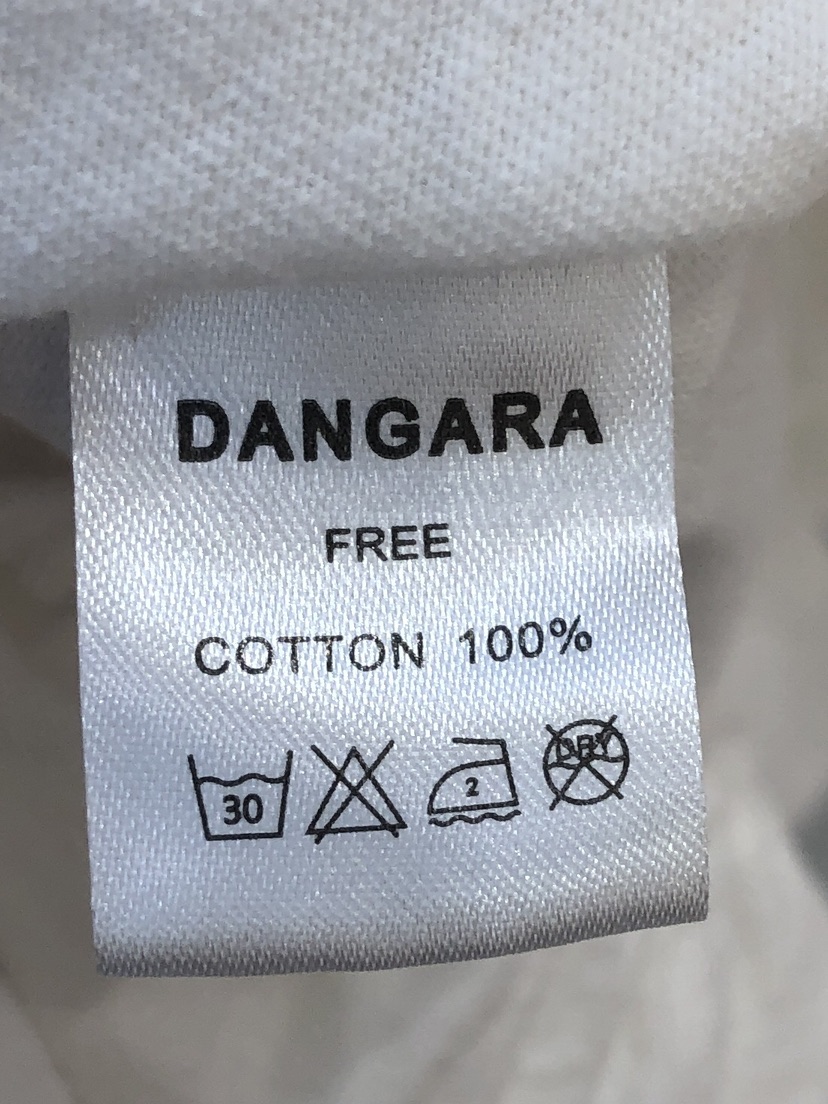 DANGARA
FREE
COTTON 100%
30 2 DRY